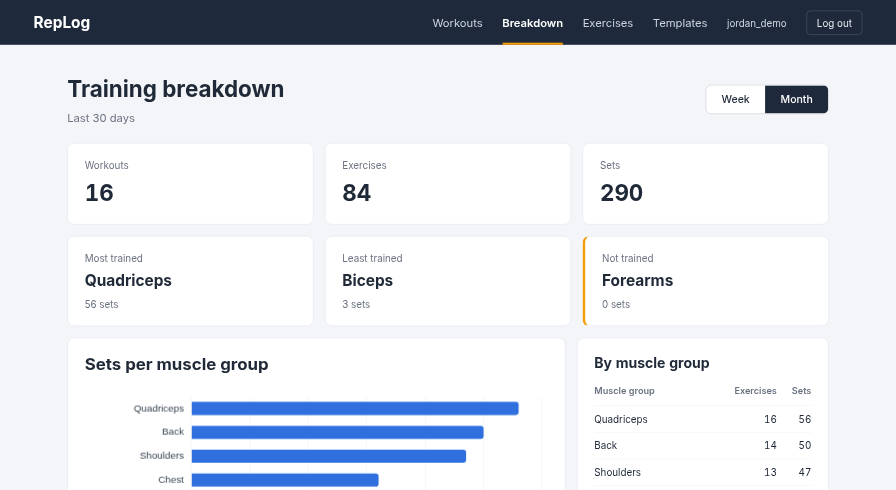 RepLog
Workouts Breakdown Exercises Templates jordan_demo Log out
Training breakdown
Last 30 days
Week Month
Workouts
16
Exercises
84
Sets
290
Most trained
Quadriceps
56 sets
Least trained
Biceps
3 sets
Not trained
Forearms
0 sets
Sets per muscle group
Quadriceps
Back
Shoulders
Chest
By muscle group
Muscle group Exercises Sets
Quadriceps 16 56
Back 14 50
Shoulders 13 47